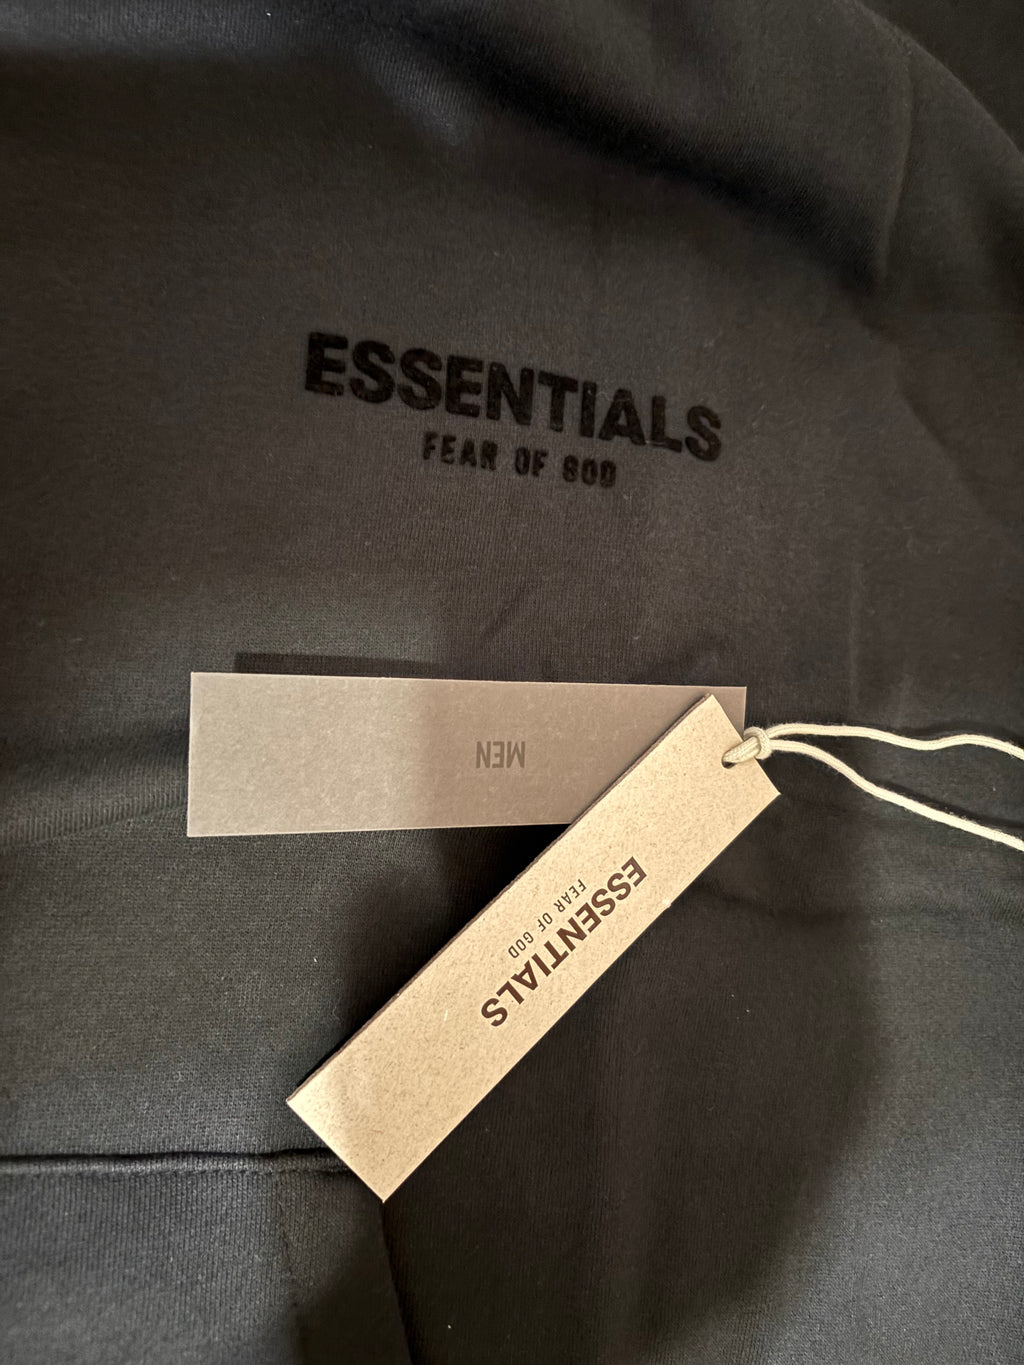 ESSENTIALS
FEAR OF GOD
MEN
ESSENTIALS
FEAR OF GOD